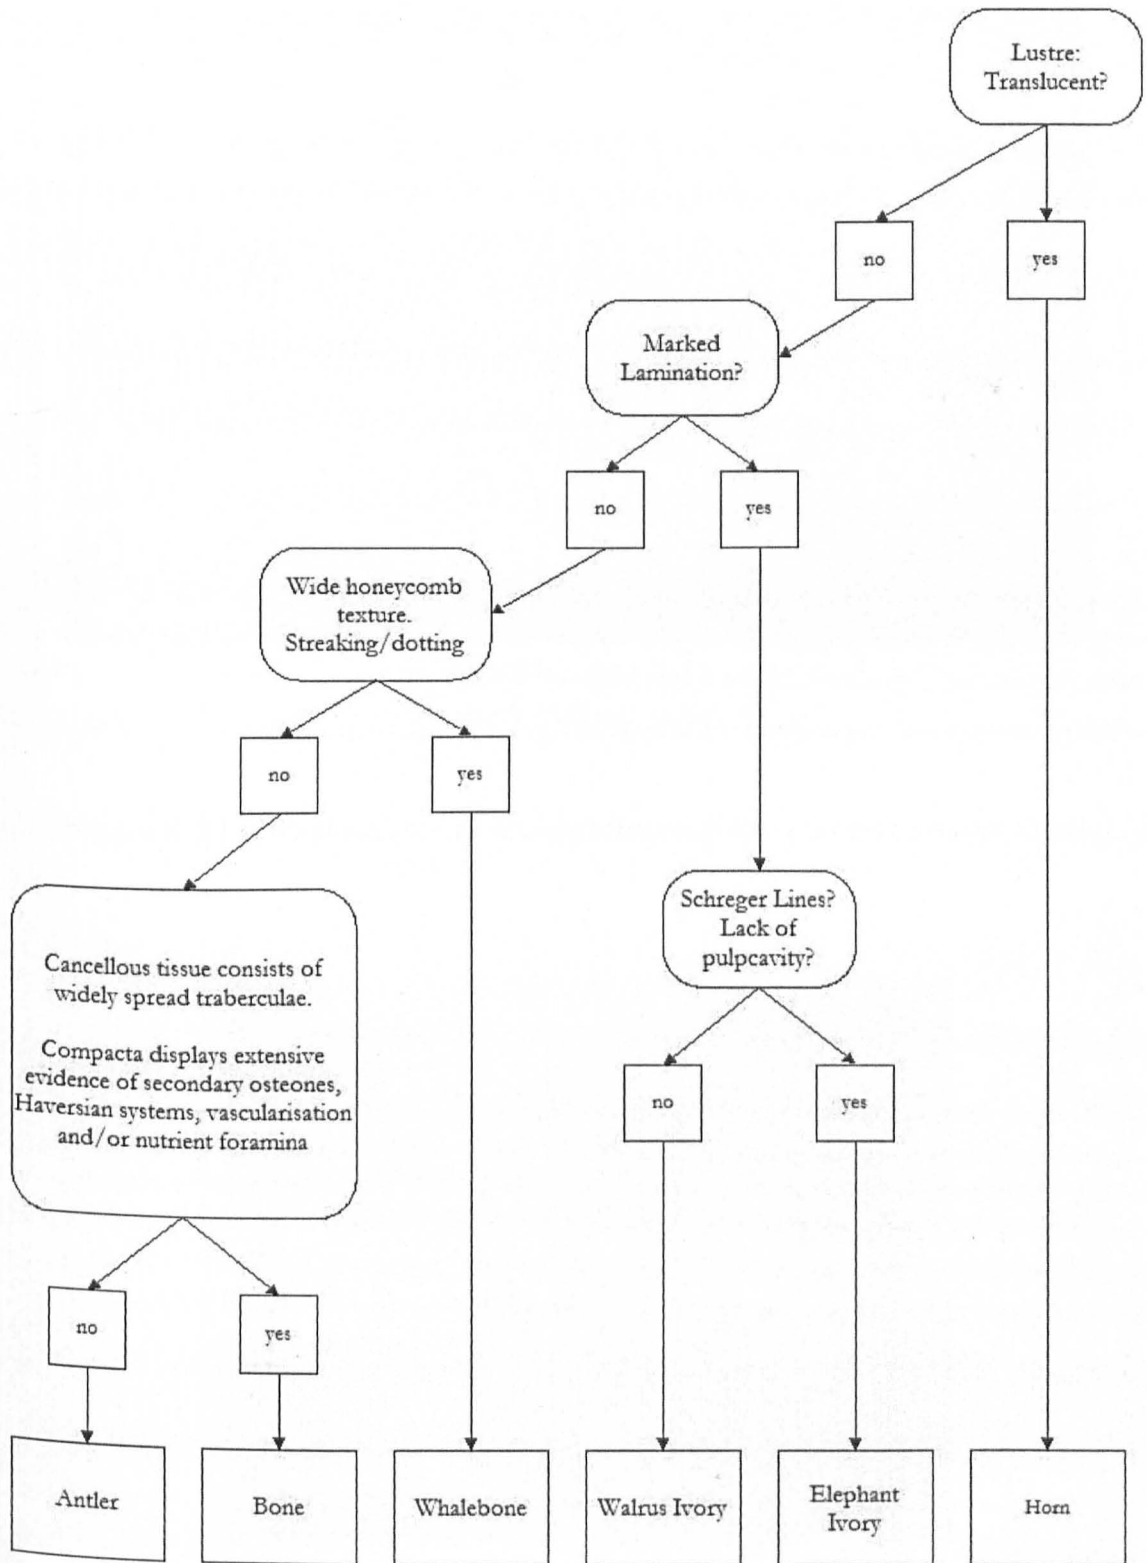 Lustre:
Translucent?
no
yes
Marked
Lamination?
no
yes
Wide honeycomb
texture.
Streaking/dotting
no
yes
Schreger Lines?
Lack of
pulpcavity?
Cancellous tissue consists of
widely spread traberculae.
Compacta displays extensive
evidence of secondary osteones,
Haversian systems, vascularisation
and/or nutrient foramina
no
yes
no
yes
Antler
Bone
Whalebone
Walrus Ivory
Elephant
Ivory
Horn